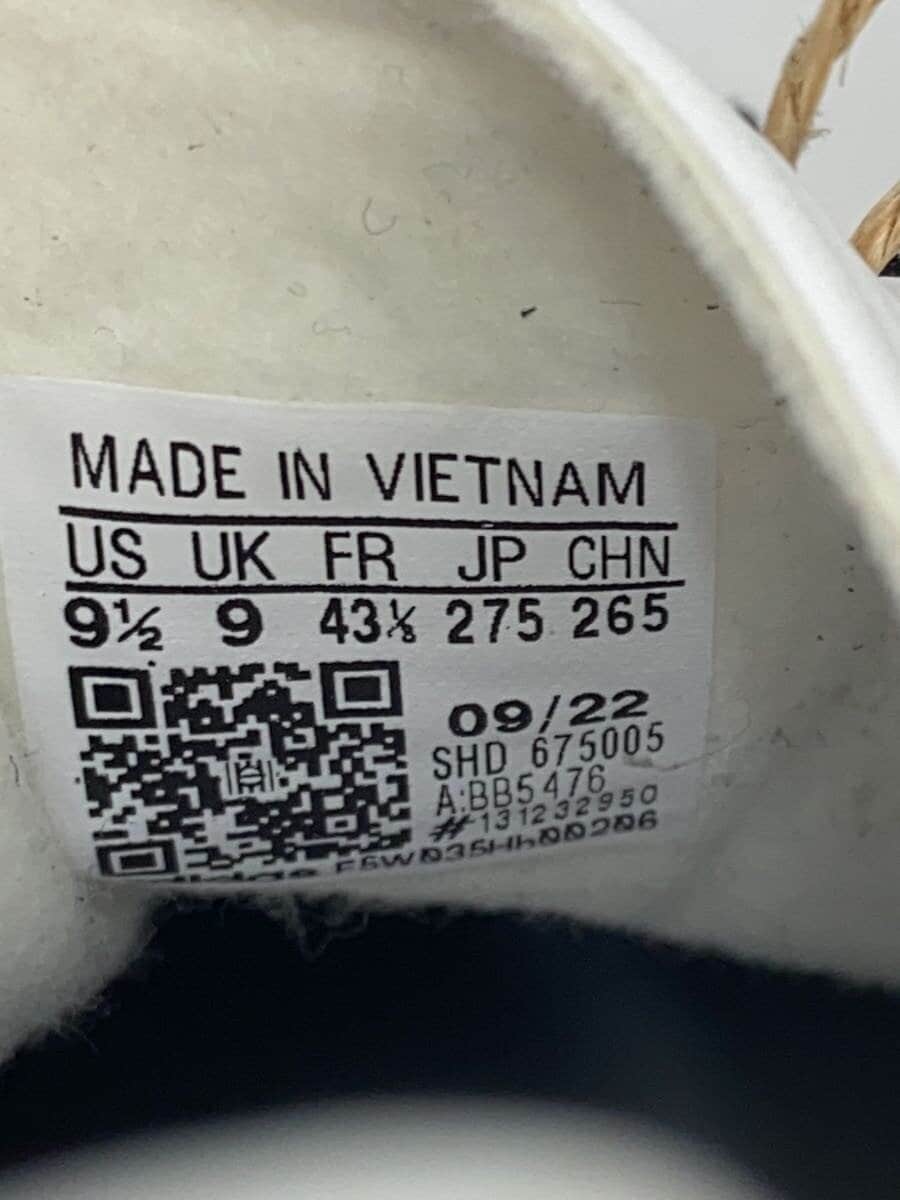 MADE IN VIETNAM
US UK FR JP CHN
9½ 9 43⅓ 275 265
09/22
SHD 675005
A:BB5476
#131232950